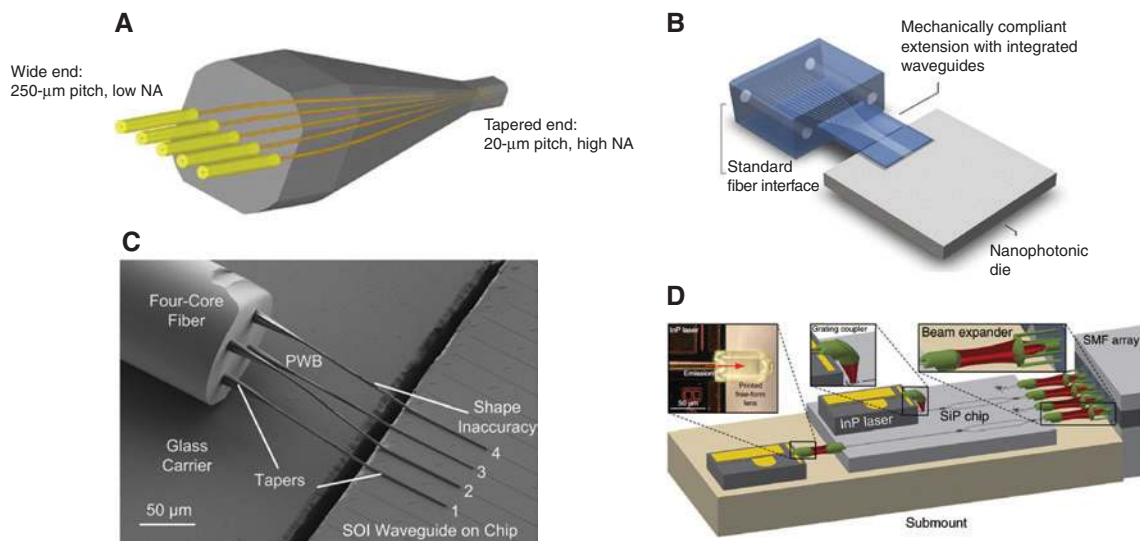 A
Wide end:
250-μm pitch, low NA
Tapered end:
20-μm pitch, high NA
B
Mechanically compliant
extension with integrated
waveguides
Standard
fiber interface
Nanophotonic
die
C
Four-Core
Fiber
PWB
Shape
Inaccuracy
Glass
Carrier
Tapers
4
3
2
1
50 μm
SOI Waveguide on Chip
D
InP laser
Emission
50 μm
Printed
free-form
lens
Grating coupler
Beam expander
SMF array
InP laser
SiP chip
Submount